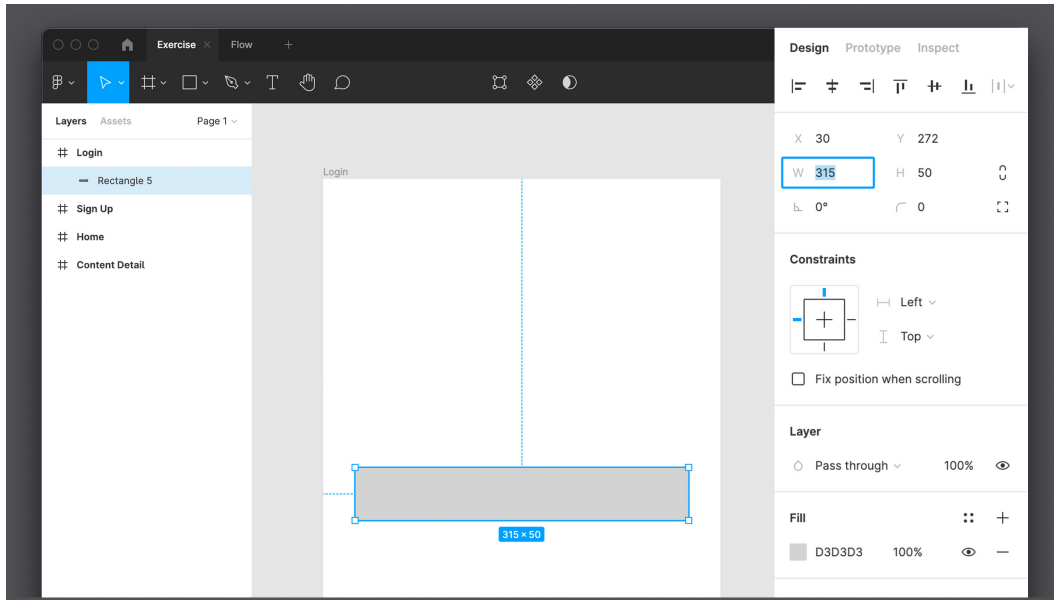 Exercise Flow
Design Prototype Inspect
Layers Assets Page 1
X 30 Y 272
Login
W 315 H 50
Rectangle 5
Login
0° 0
Sign Up
Home
Constraints
Content Detail
Left
Top
Fix position when scrolling
Layer
Pass through 100%
Fill
315 × 50
D3D3D3 100%